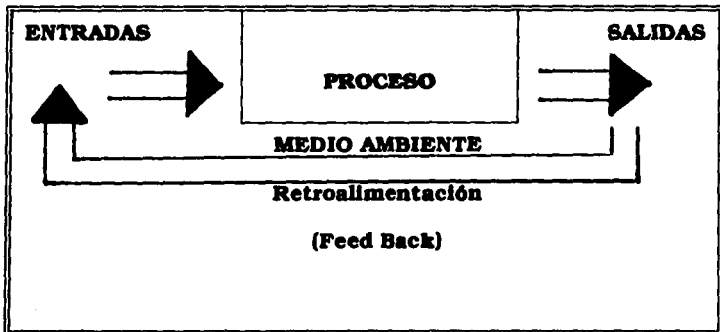 ENTRADAS
SALIDAS
PROCESO
MEDIO AMBIENTE
Retroalimentación
(Feed Back)